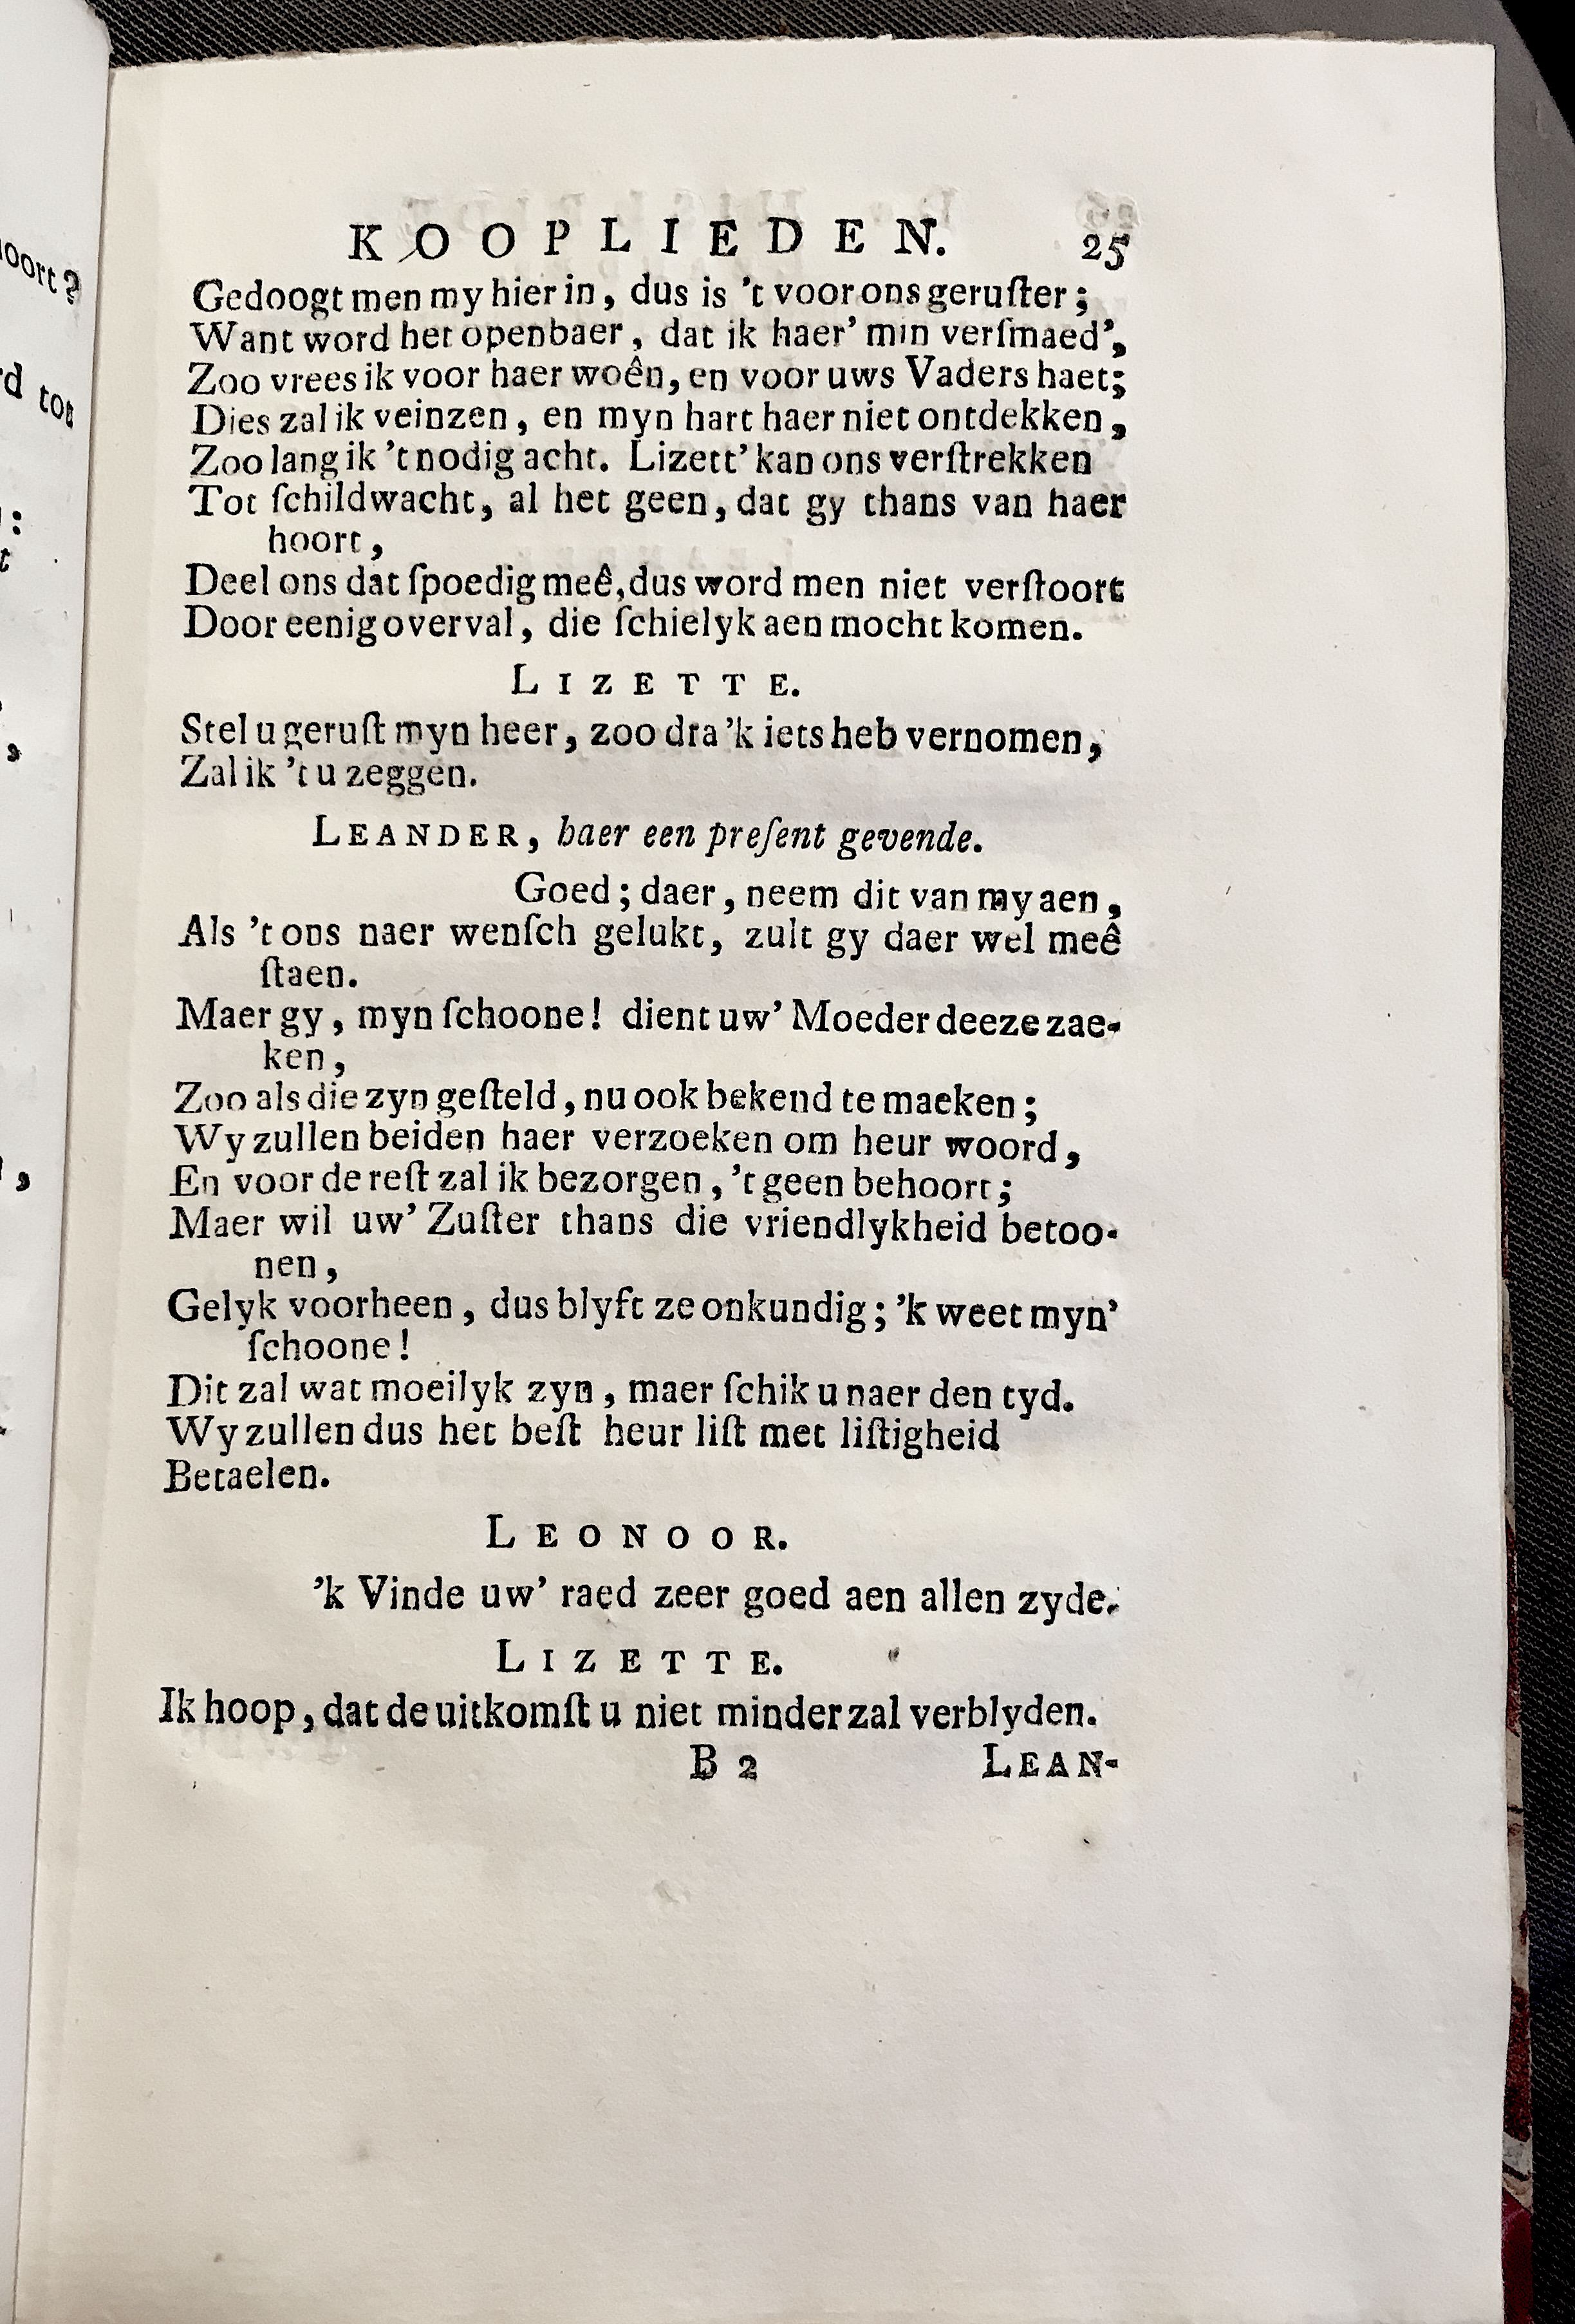 KOOPLIEDEN. 25
Gedoogt men my hier in, dus is 't voor ons geruſter;
Want word het openbaer, dat ik haer' min verſmaed',
Zoo vrees ik voor haer woên, en voor uws Vaders haet;
Dies zal ik veinzen, en myn hart haer niet ontdekken,
Zoo lang ik 't nodig acht. Lizett' kan ons verſtrekken
Tot ſchildwacht, al het geen, dat gy thans van haer
hoort,
Deel ons dat ſpoedig meê, dus word men niet verſtoort
Door eenig overval, die ſchielyk aen mocht komen.
LIZETTE.
Stel u geruſt myn heer, zoo dra 'k iets heb vernomen,
Zal ik 't u zeggen.
LEANDER, haer een preſent gevende.
Goed; daer, neem dit van my aen,
Als 't ons naer wenſch gelukt, zult gy daer wel meê
ſtaen.
Maer gy, myn ſchoone! dient uw' Moeder deeze zae-
ken,
Zoo als die zyn geſteld, nu ook bekend te maeken;
Wy zullen beiden haer verzoeken om heur woord,
En voor de reſt zal ik bezorgen, 't geen behoort;
Maer wil uw' Zuſter thans die vriendlykheid betoo-
nen,
Gelyk voorheen, dus blyft ze onkundig; 'k weet myn'
ſchoone!
Dit zal wat moeilyk zyn, maer ſchik u naer den tyd.
Wy zullen dus het beſt heur liſt met liſtigheid
Betaelen.
LEONOOR.
'k Vinde uw' raed zeer goed aen allen zyde.
LIZETTE.
Ik hoop, dat de uitkomſt u niet minder zal verblyden.
B 2 LEAN-